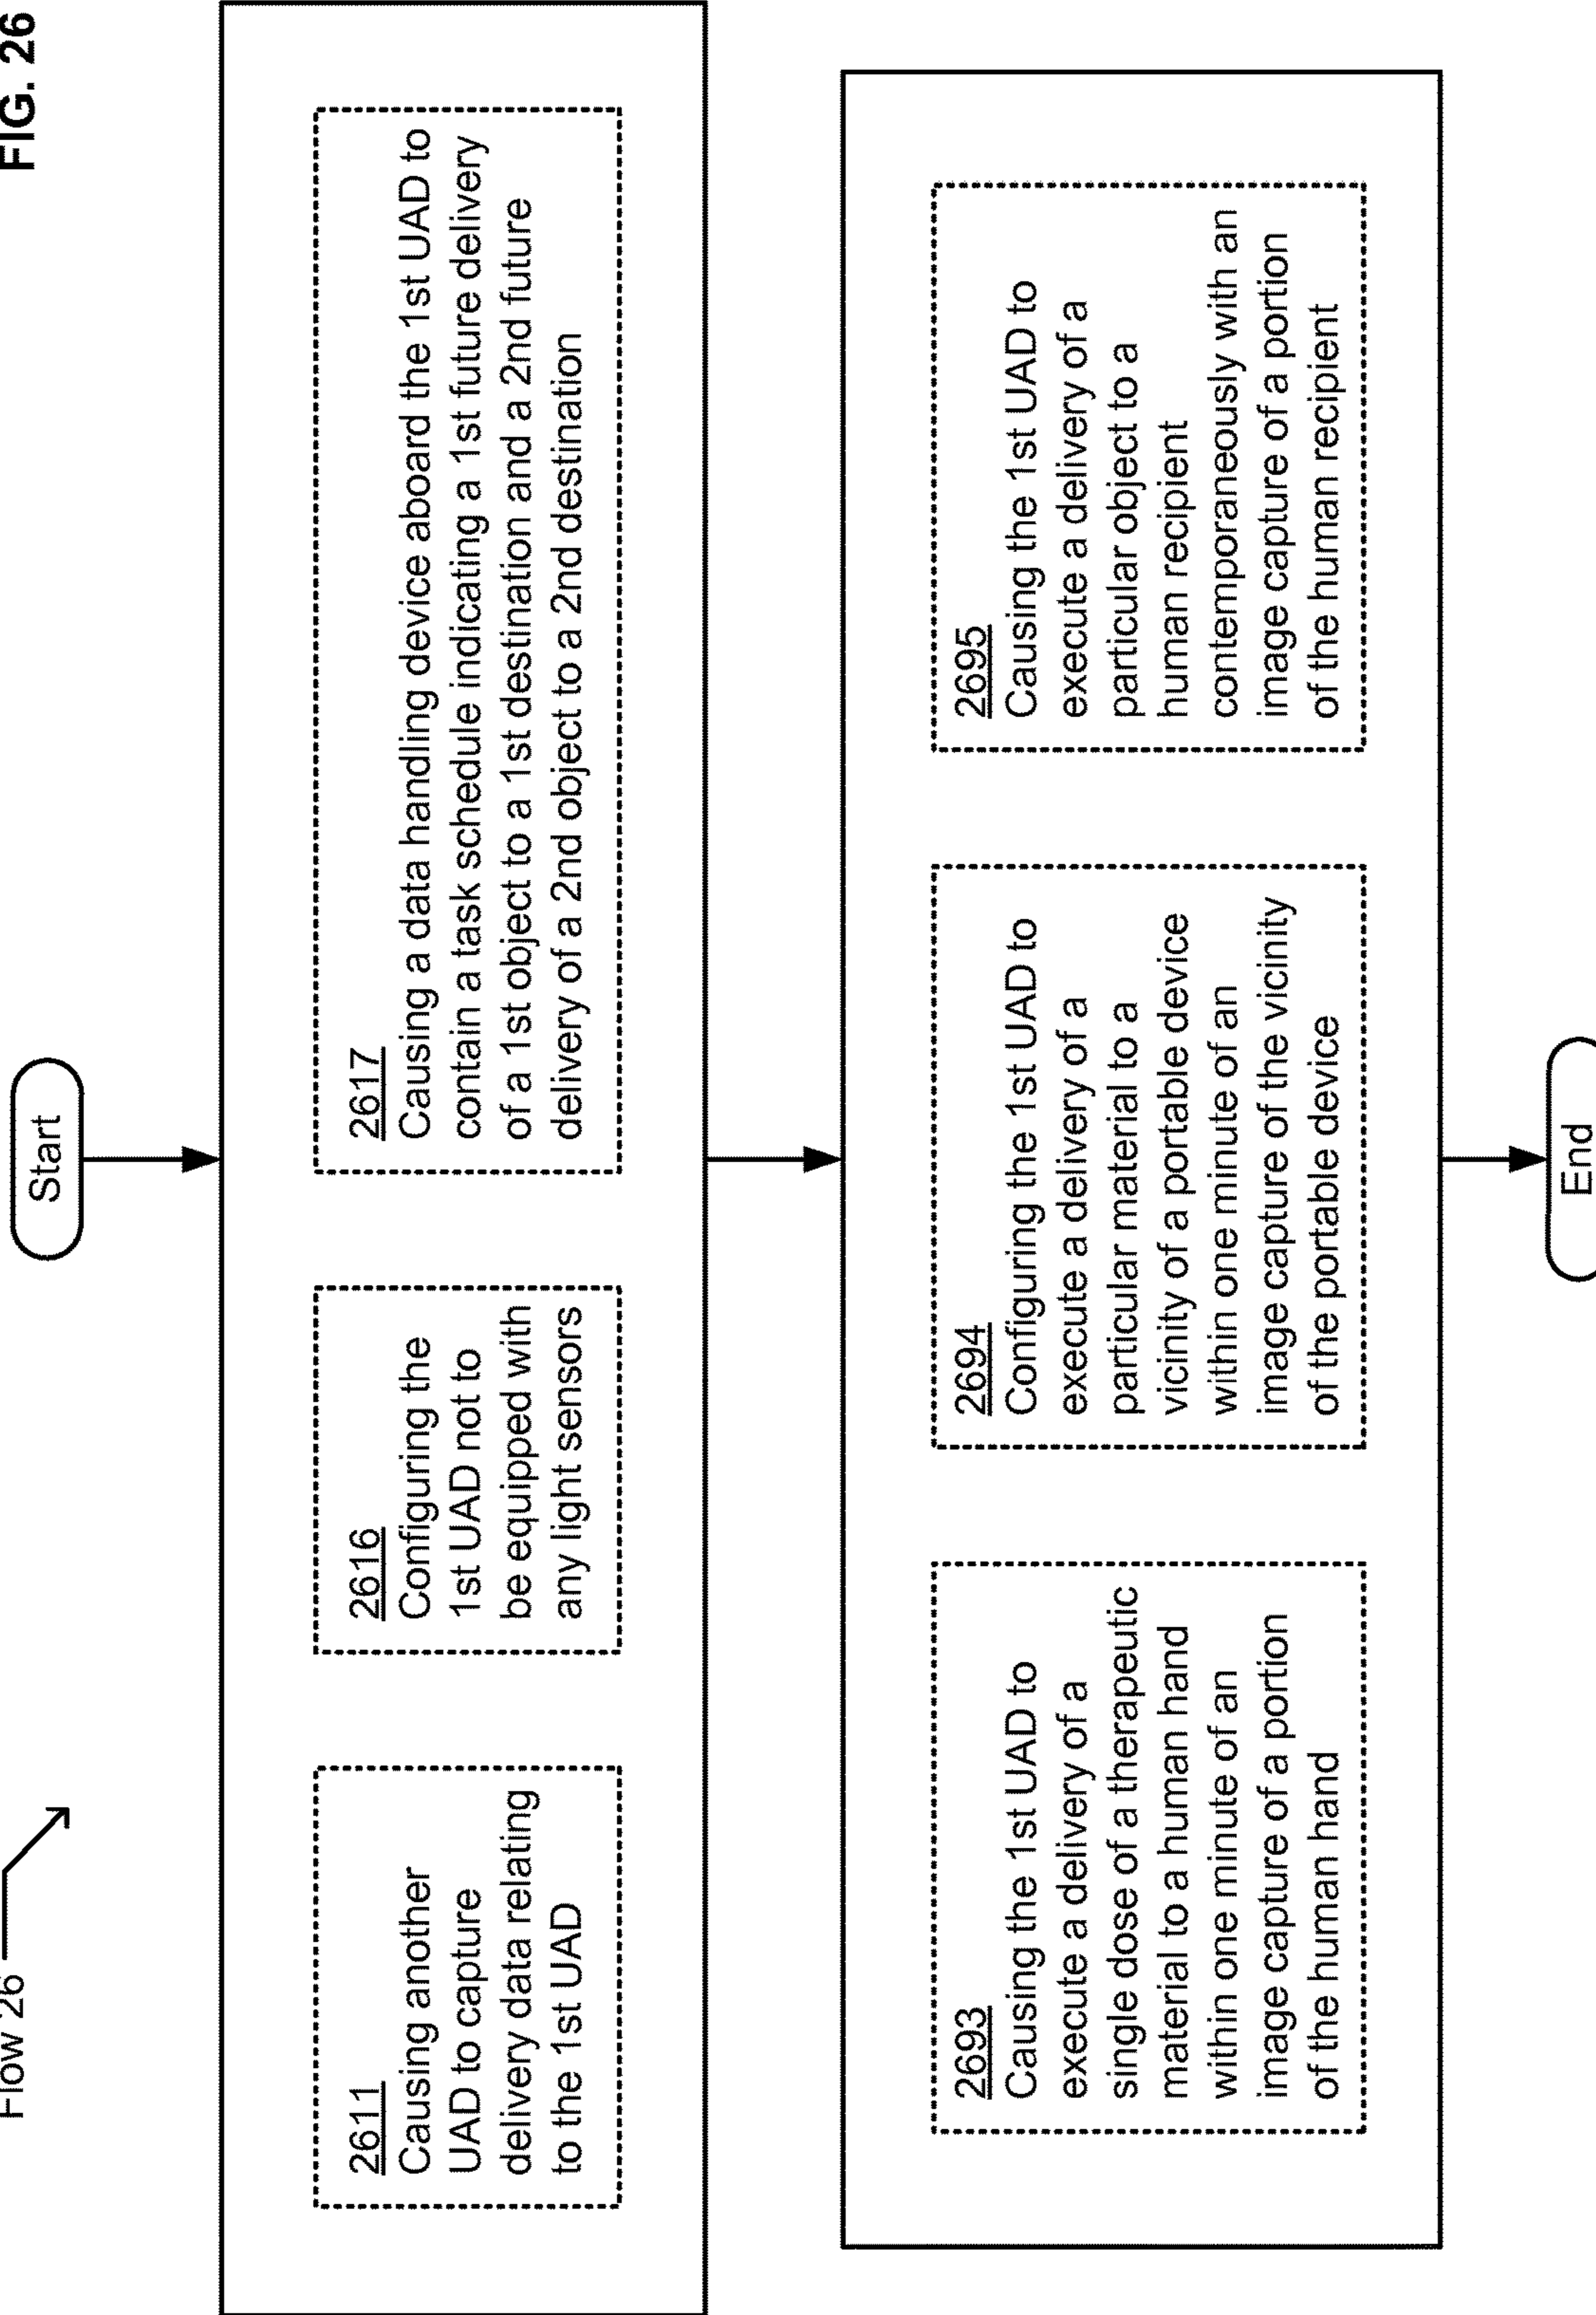 Flow 26
FIG. 26
Start
2611
Causing another
UAD to capture
delivery data relating
to the 1st UAD
2616
Configuring the
1st UAD not to
be equipped with
any light sensors
2617
Causing a data handling device aboard the 1st UAD to
contain a task schedule indicating a 1st future delivery
of a 1st object to a 1st destination and a 2nd future
delivery of a 2nd object to a 2nd destination
2693
Causing the 1st UAD to
execute a delivery of a
single dose of a therapeutic
material to a human hand
within one minute of an
image capture of a portion
of the human hand
2694
Configuring the 1st UAD to
execute a delivery of a
particular material to a
vicinity of a portable device
within one minute of an
image capture of the vicinity
of the portable device
2695
Causing the 1st UAD to
execute a delivery of a
particular object to a
human recipient
contemporaneously with an
image capture of a portion
of the human recipient
End